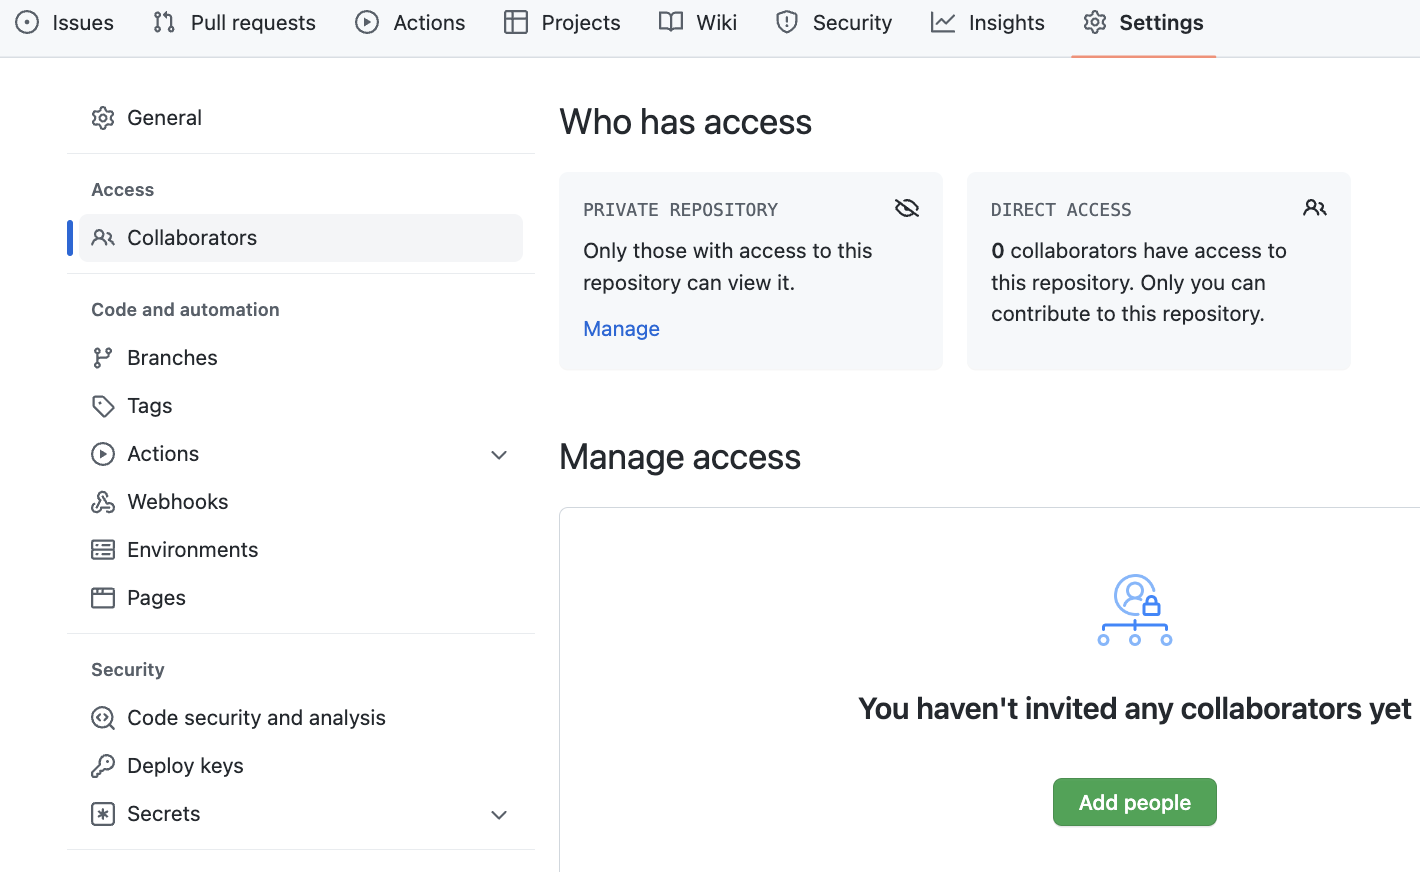 Issues Pull requests Actions Projects Wiki Security Insights Settings
General
Access
Collaborators
Code and automation
Branches
Tags
Actions
Webhooks
Environments
Pages
Security
Code security and analysis
Deploy keys
Secrets
Who has access
PRIVATE REPOSITORY
Only those with access to this
repository can view it.
Manage
DIRECT ACCESS
0 collaborators have access to
this repository. Only you can
contribute to this repository.
Manage access
You haven't invited any collaborators yet
Add people